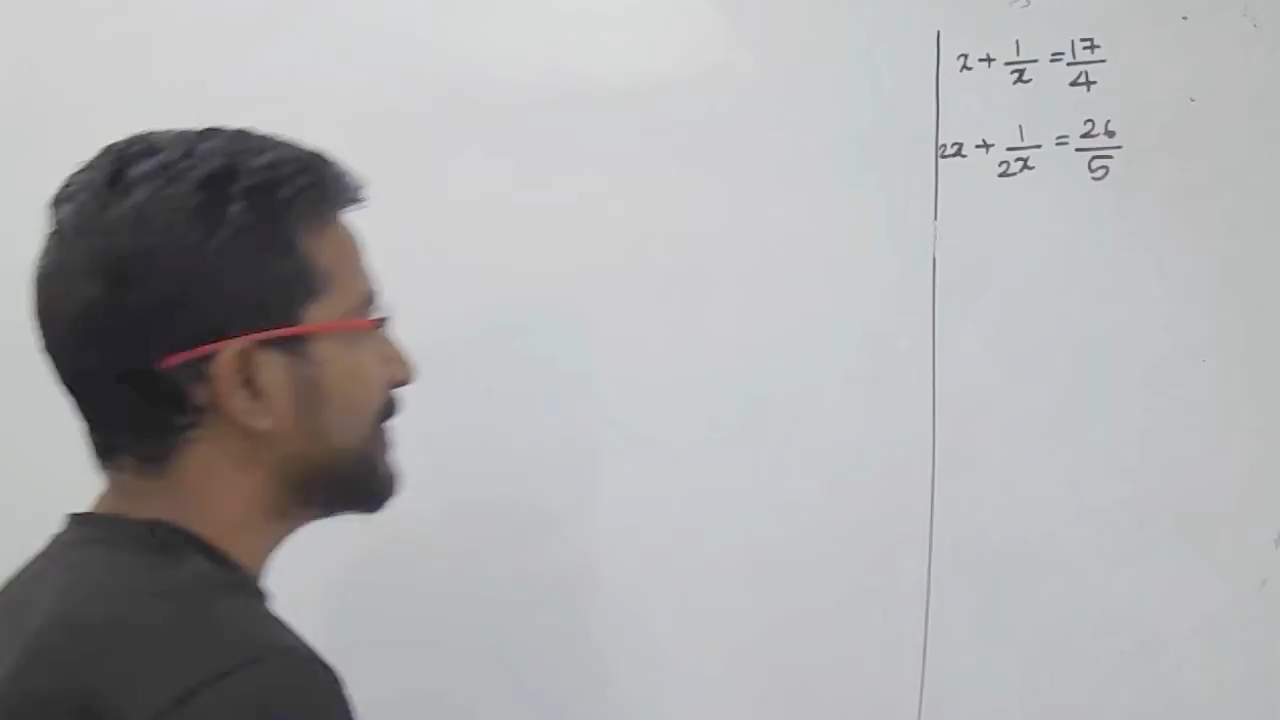 x + 1/x = 17/4
2x + 1/2x = 26/5